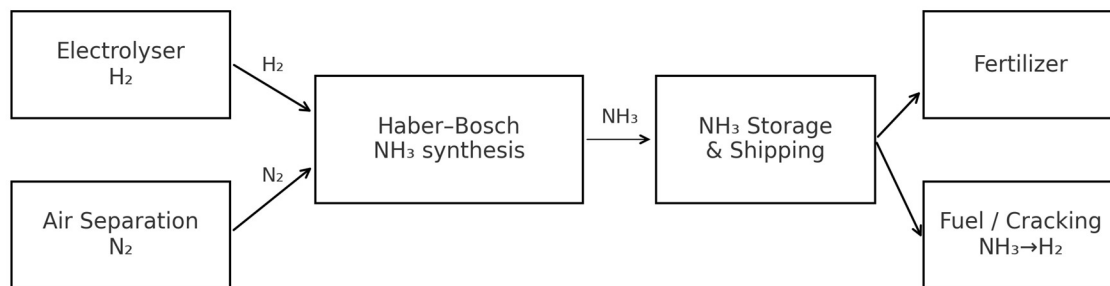 Electrolyser
H₂
Air Separation
N₂
H₂
N₂
Haber–Bosch
NH₃ synthesis
NH₃
NH₃ Storage
& Shipping
Fertilizer
Fuel / Cracking
NH₃→H₂